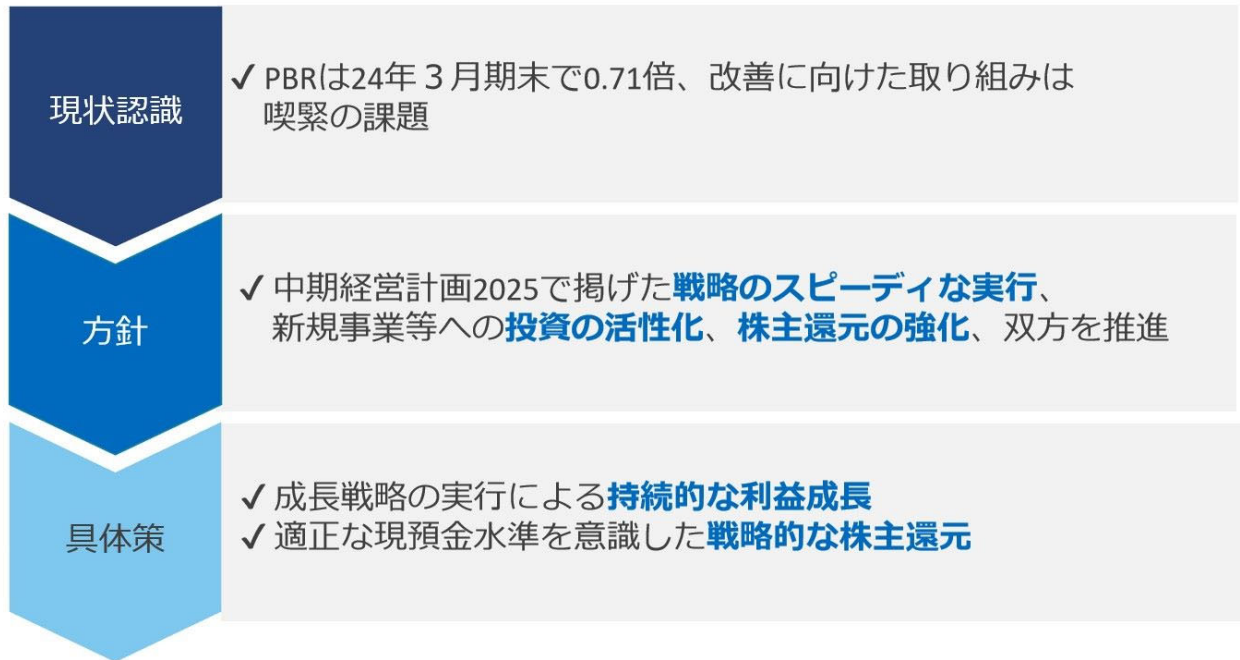 現状認識
✓ PBRは24年３月期末で0.71倍、改善に向けた取り組みは
喫緊の課題
方針
✓ 中期経営計画2025で掲げた戦略のスピーディな実行、
新規事業等への投資の活性化、株主還元の強化、双方を推進
具体策
✓ 成長戦略の実行による持続的な利益成長
✓ 適正な現預金水準を意識した戦略的な株主還元